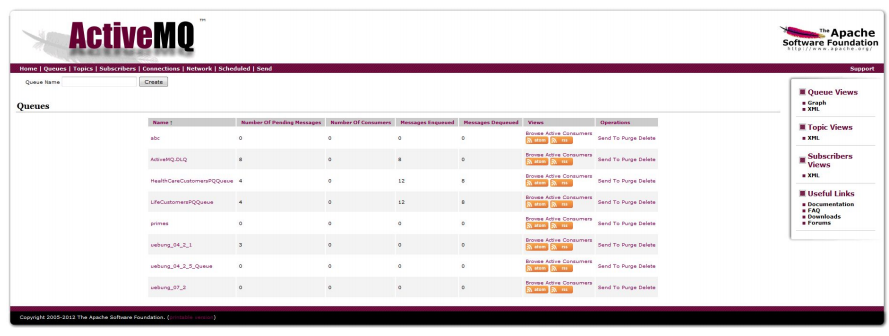 ActiveMQ™
The Apache
Software Foundation
http://www.apache.org/
Home | Queues | Topics | Subscribers | Connections | Network | Scheduled | Send
Support
Queue Name Create
Queues
Name ↑ Number Of Pending Messages Number Of Consumers Messages Enqueued Messages Dequeued Views Operations
abc 0 0 0 0 Browse Active Consumers
atom rss
Send To Purge Delete
ActiveMQ.DLQ 8 0 8 0 Browse Active Consumers
atom rss
Send To Purge Delete
HealthCareCustomersPQQueue 4 0 12 8 Browse Active Consumers
atom rss
Send To Purge Delete
LifeCustomersPQQueue 4 0 12 8 Browse Active Consumers
atom rss
Send To Purge Delete
primes 0 0 0 0 Browse Active Consumers
atom rss
Send To Purge Delete
uebung_04_2_1 3 0 0 0 Browse Active Consumers
atom rss
Send To Purge Delete
uebung_04_2_5_Queue 0 0 0 0 Browse Active Consumers
atom rss
Send To Purge Delete
uebung_07_2 0 0 0 0 Browse Active Consumers
atom rss
Send To Purge Delete
Queue Views
Graph
XML
Topic Views
XML
Subscribers
Views
XML
Useful Links
Documentation
FAQ
Downloads
Forums
Copyright 2005-2012 The Apache Software Foundation. (printable version)